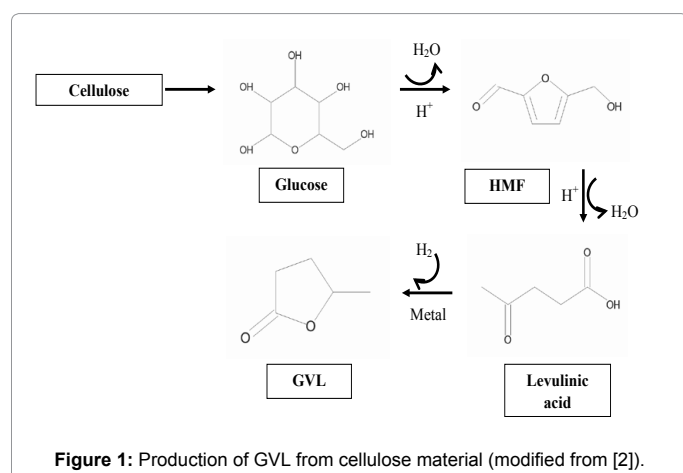 H₂O
OH
OH
OH
OH
OH
O
Cellulose
H⁺
O
O
OH
Glucose
HMF
H⁺
H₂O
H₂
O
O
Metal
O
OH
O
GVL
Levulinic
acid
Figure 1: Production of GVL from cellulose material (modified from [2]).